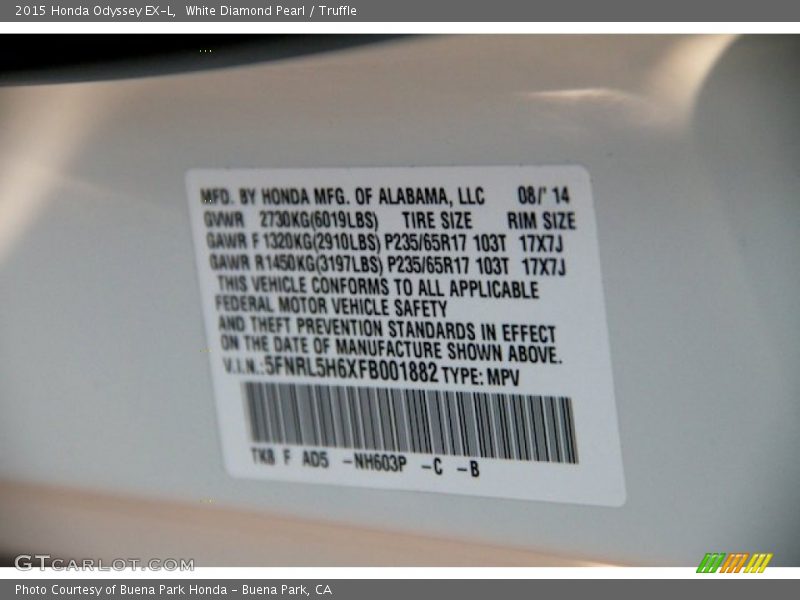 2015 Honda Odyssey EX-L,  White Diamond Pearl / Truffle
MFD. BY HONDA MFG. OF ALABAMA, LLC 08/' 14
GVWR 2730KG(6019LBS) TIRE SIZE RIM SIZE
GAWR F 1320KG(2910LBS) P235/65R17 103T 17X7J
GAWR R1450KG(3197LBS) P235/65R17 103T 17X7J
THIS VEHICLE CONFORMS TO ALL APPLICABLE
FEDERAL MOTOR VEHICLE SAFETY
AND THEFT PREVENTION STANDARDS IN EFFECT
ON THE DATE OF MANUFACTURE SHOWN ABOVE.
V.I.N.:5FNRL5H6XFB001882 TYPE: MPV
TK8 F AD5 -NH603P -C -B
GTCARLOT.COM
Photo Courtesy of Buena Park Honda - Buena Park, CA